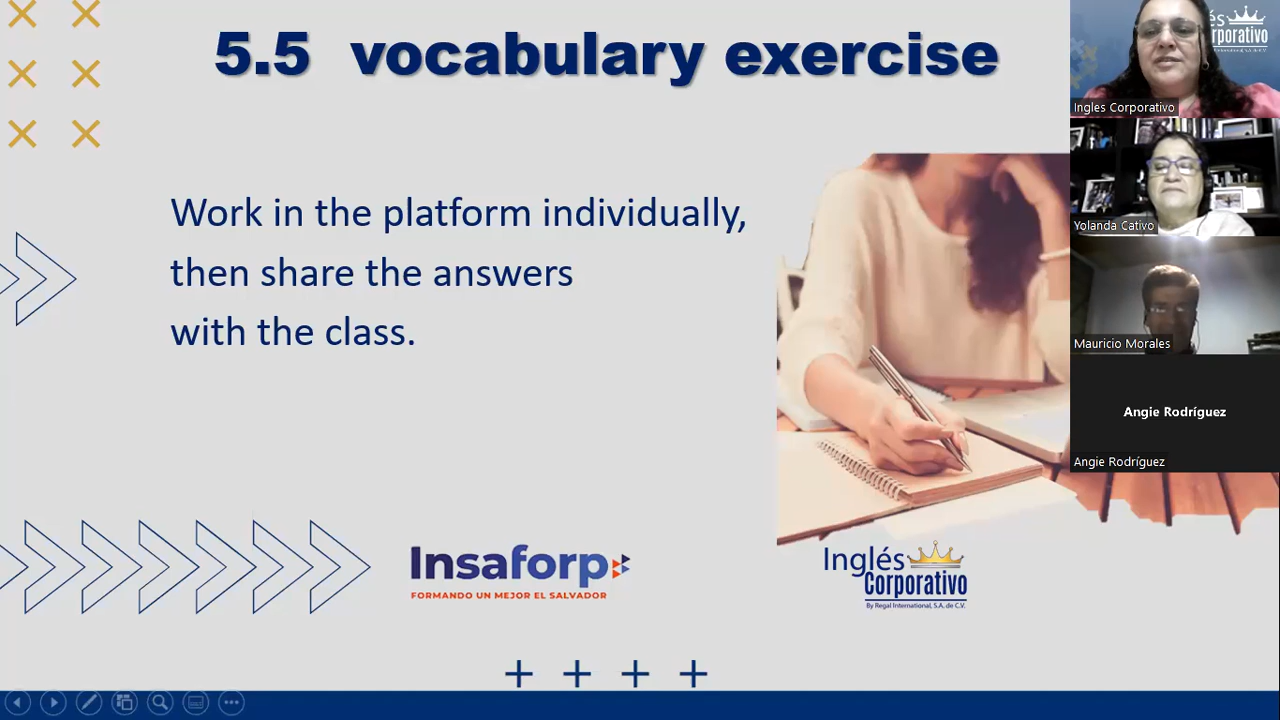 5.5 vocabulary exercise
Work in the platform individually,
then share the answers
with the class.
Insaforp
FORMANDO UN MEJOR EL SALVADOR
Inglés
Corporativo
By Regal International, S.A. de C.V.
és
orporativo
Ingles Corporativo
Yolanda Cativo
Mauricio Morales
Angie Rodríguez
Angie Rodríguez